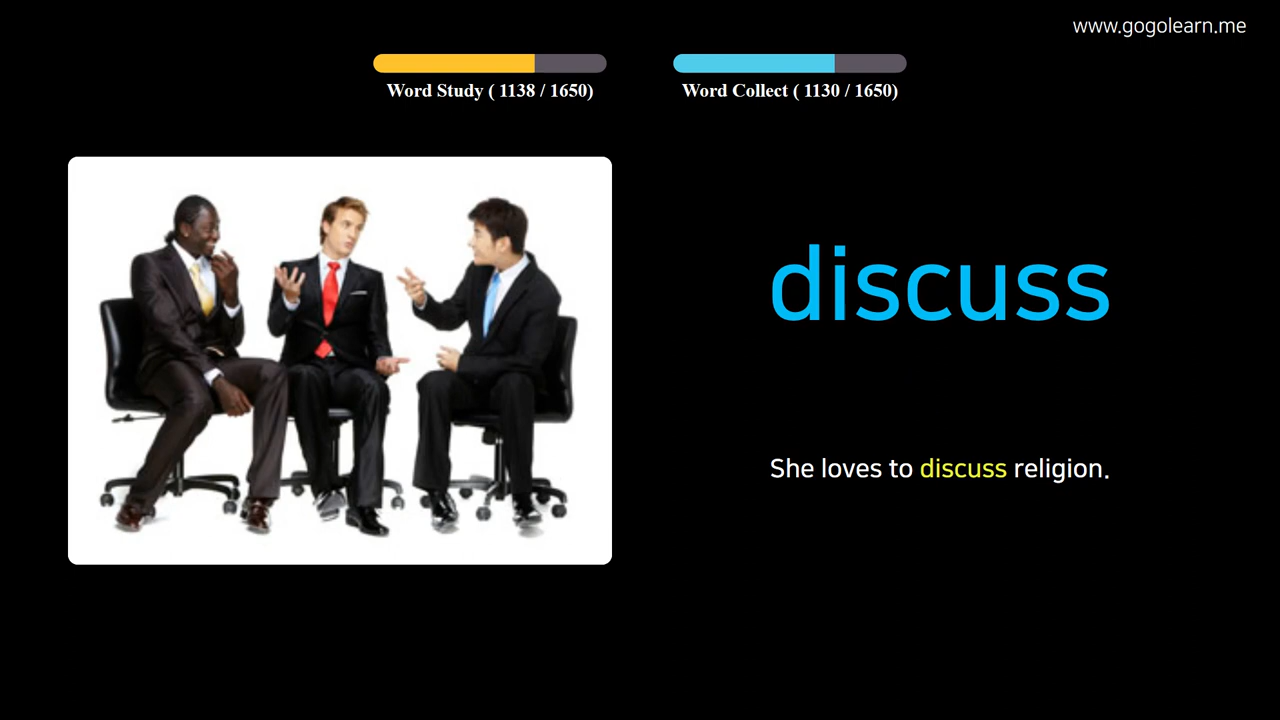 www.gogolearn.me
Word Study ( 1138 / 1650)
Word Collect ( 1130 / 1650)
discuss
She loves to discuss religion.